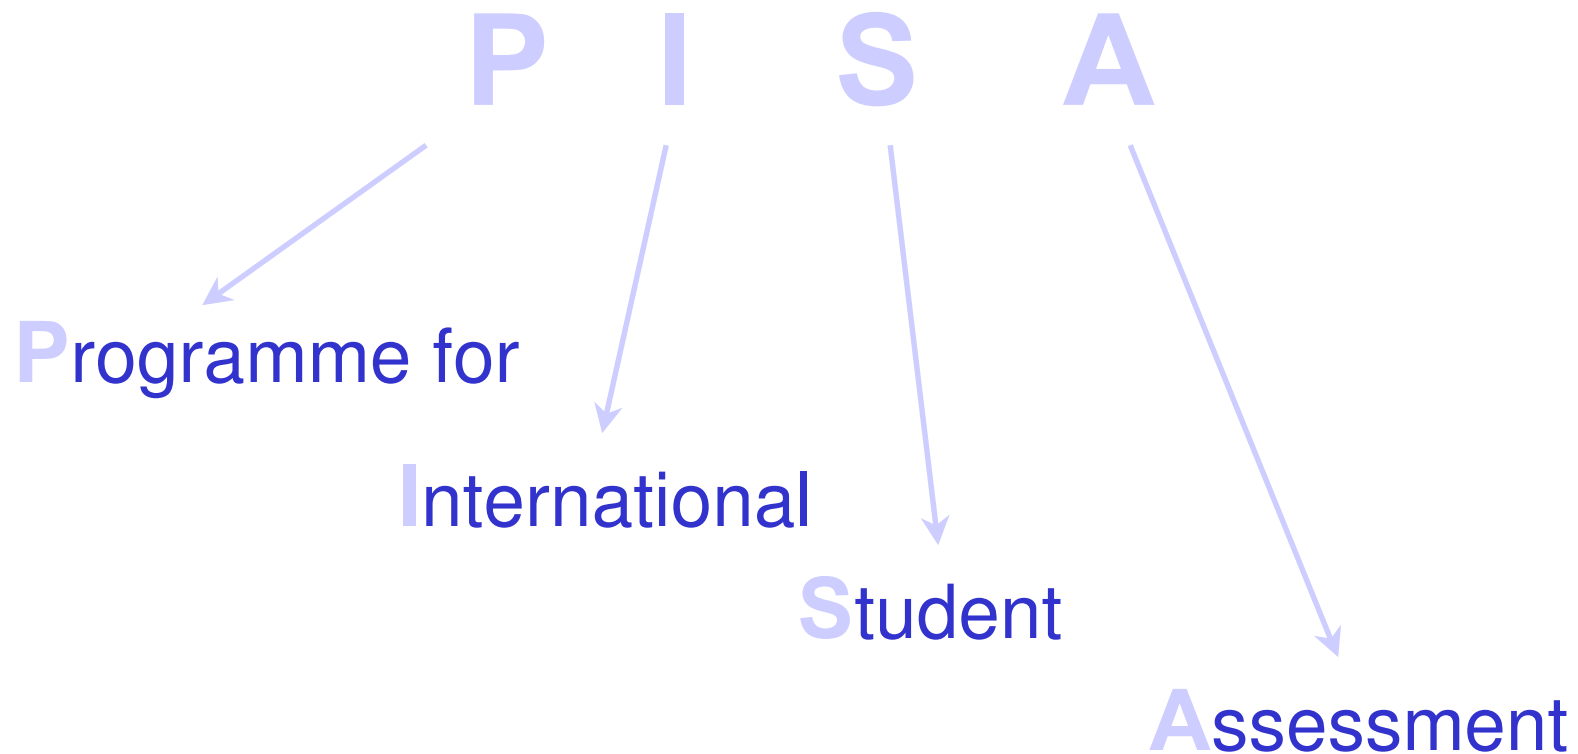 P I S A
Programme for
International
Student
Assessment